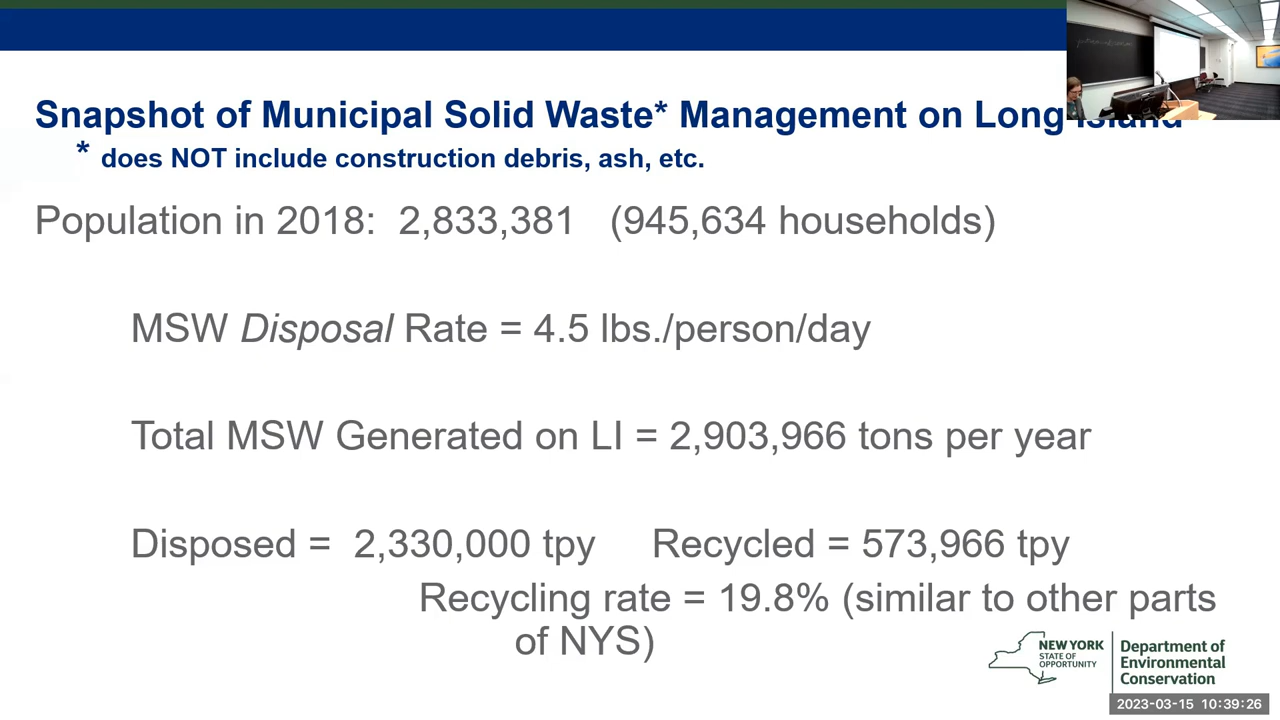 Snapshot of Municipal Solid Waste* Management on Long Island
* does NOT include construction debris, ash, etc.
Population in 2018: 2,833,381 (945,634 households)
MSW Disposal Rate = 4.5 lbs./person/day
Total MSW Generated on LI = 2,903,966 tons per year
Disposed = 2,330,000 tpy Recycled = 573,966 tpy
Recycling rate = 19.8% (similar to other parts
of NYS)
NEW YORK
STATE OF
OPPORTUNITY
Department of
Environmental
Conservation
2023-03-15 10:39:26